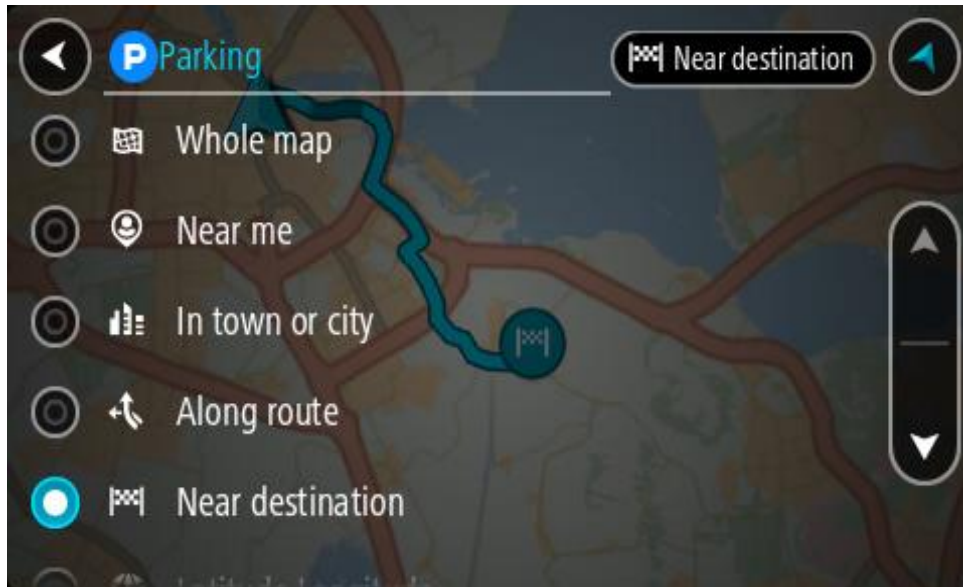 P Parking
Near destination
Whole map
Near me
In town or city
Along route
Near destination